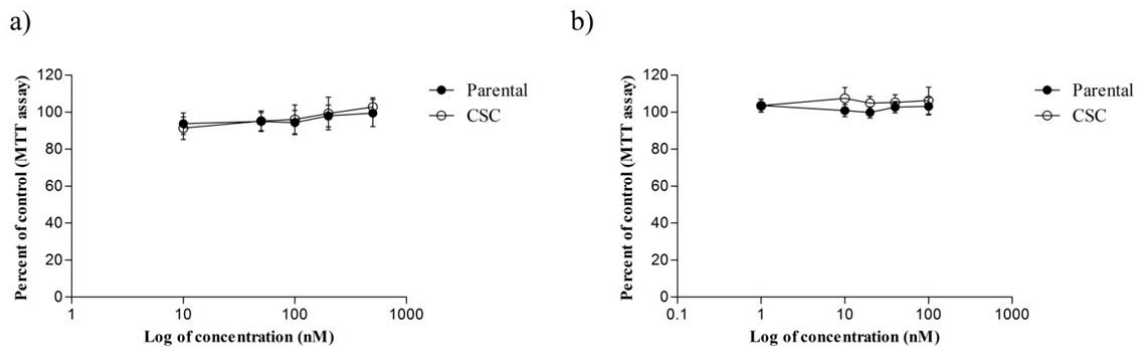 a)
120
100
80
60
40
20
0
Percent of control (MTT assay)
1
10
100
1000
Log of concentration (nM)
Parental
CSC
b)
120
100
80
60
40
20
0
Percent of control (MTT assay)
0.1
1
10
100
1000
Log of concentration (nM)
Parental
CSC